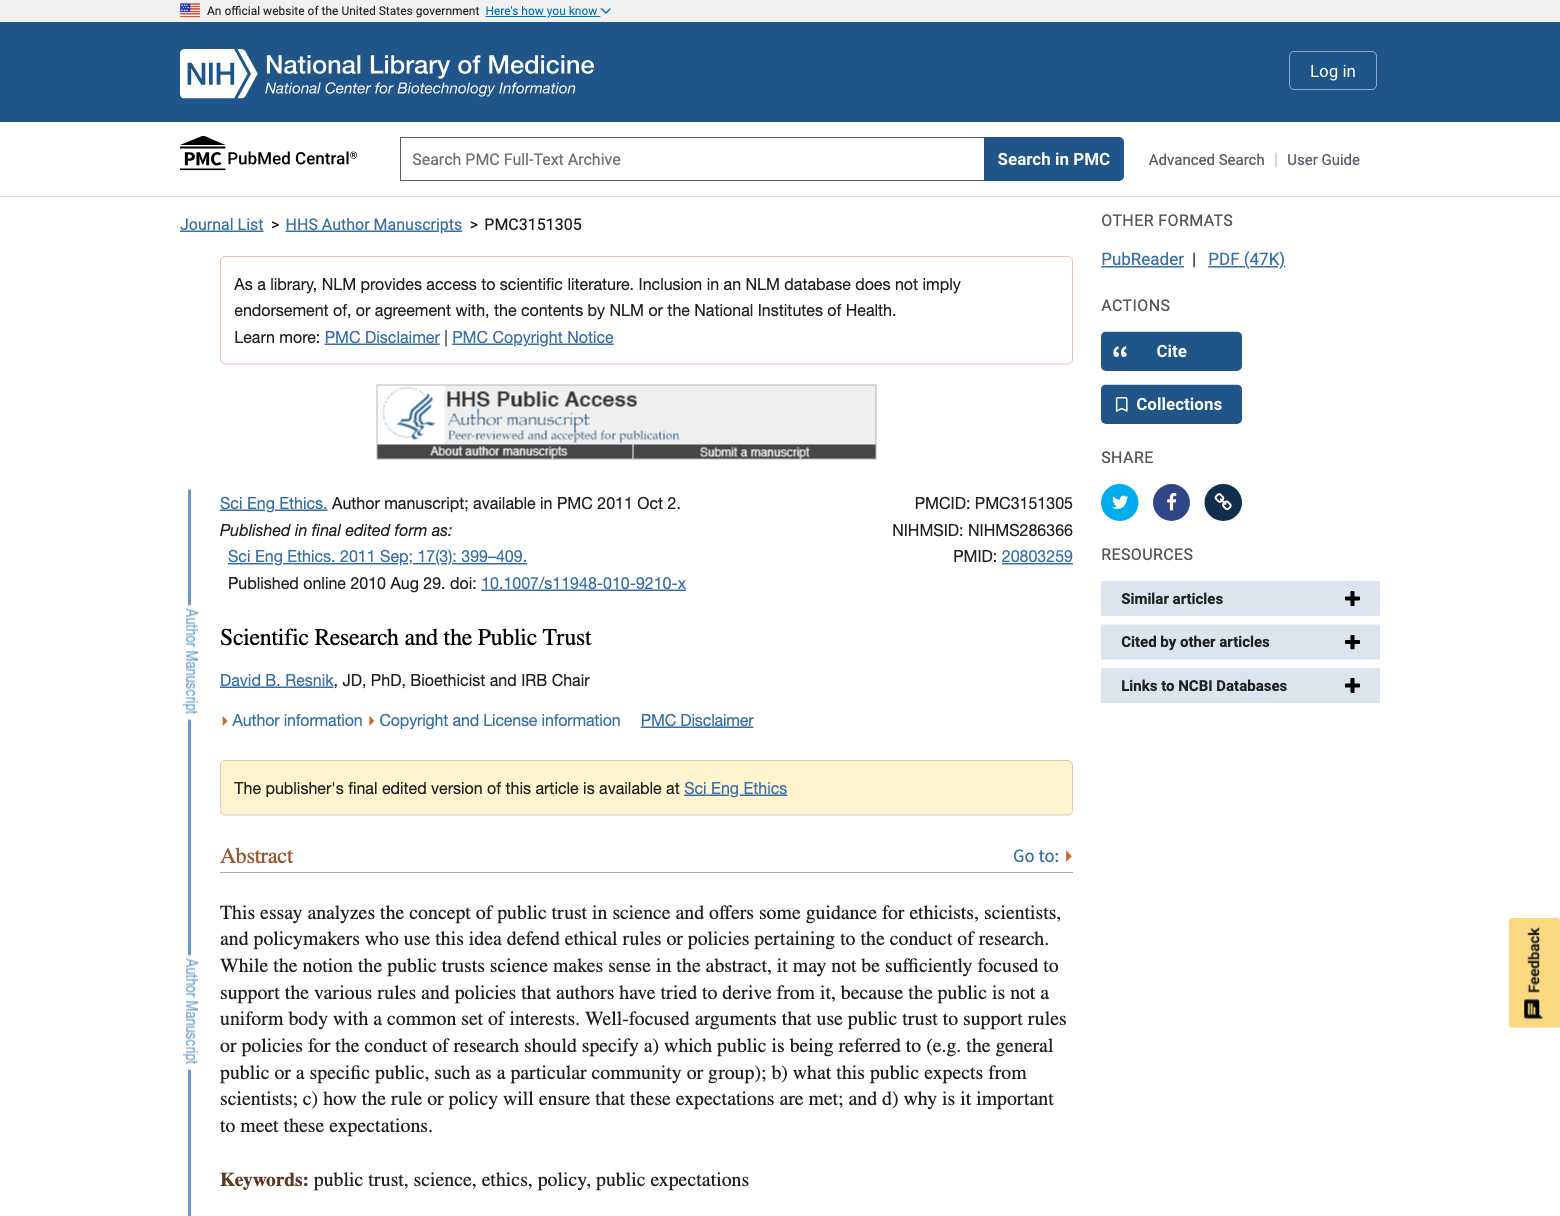 An official website of the United States government Here's how you know
NIH National Library of Medicine
National Center for Biotechnology Information
Log in
PMC PubMed Central®
Search PMC Full-Text Archive
Search in PMC
Advanced Search
User Guide
Journal List > HHS Author Manuscripts > PMC3151305
As a library, NLM provides access to scientific literature. Inclusion in an NLM database does not imply
endorsement of, or agreement with, the contents by NLM or the National Institutes of Health.
Learn more: PMC Disclaimer | PMC Copyright Notice
HHS Public Access
Author manuscript
Peer-reviewed and accepted for publication
About author manuscripts
Submit a manuscript
Sci Eng Ethics. Author manuscript; available in PMC 2011 Oct 2.
Published in final edited form as:
Sci Eng Ethics. 2011 Sep; 17(3): 399–409.
Published online 2010 Aug 29. doi: 10.1007/s11948-010-9210-x
PMCID: PMC3151305
NIHMSID: NIHMS286366
PMID: 20803259
Scientific Research and the Public Trust
David B. Resnik, JD, PhD, Bioethicist and IRB Chair
Author information Copyright and License information PMC Disclaimer
The publisher's final edited version of this article is available at Sci Eng Ethics
Abstract
Go to:
This essay analyzes the concept of public trust in science and offers some guidance for ethicists, scientists,
and policymakers who use this idea defend ethical rules or policies pertaining to the conduct of research.
While the notion the public trusts science makes sense in the abstract, it may not be sufficiently focused to
support the various rules and policies that authors have tried to derive from it, because the public is not a
uniform body with a common set of interests. Well-focused arguments that use public trust to support rules
or policies for the conduct of research should specify a) which public is being referred to (e.g. the general
public or a specific public, such as a particular community or group); b) what this public expects from
scientists; c) how the rule or policy will ensure that these expectations are met; and d) why is it important
to meet these expectations.
Keywords: public trust, science, ethics, policy, public expectations
Author Manuscript
Author Manuscript
OTHER FORMATS
PubReader | PDF (47K)
ACTIONS
Cite
Collections
SHARE
RESOURCES
Similar articles
Cited by other articles
Links to NCBI Databases
Feedback